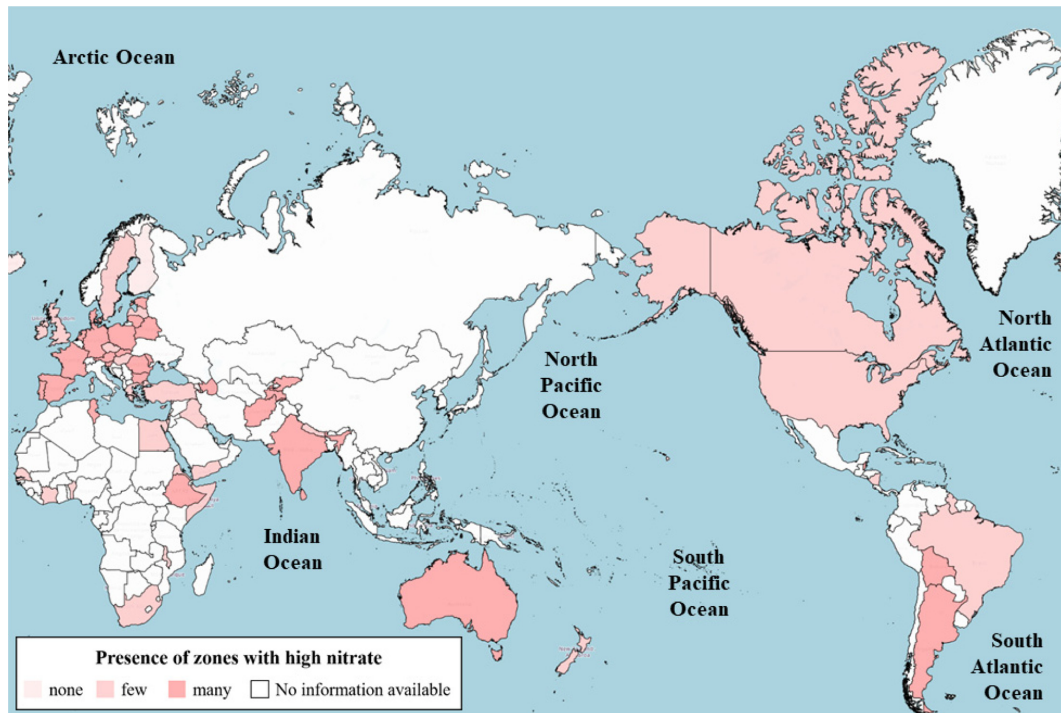 Arctic Ocean
North
Atlantic
Ocean
North
Pacific
Ocean
Indian
Ocean
South
Pacific
Ocean
South
Atlantic
Ocean
Presence of zones with high nitrate
none few many No information available